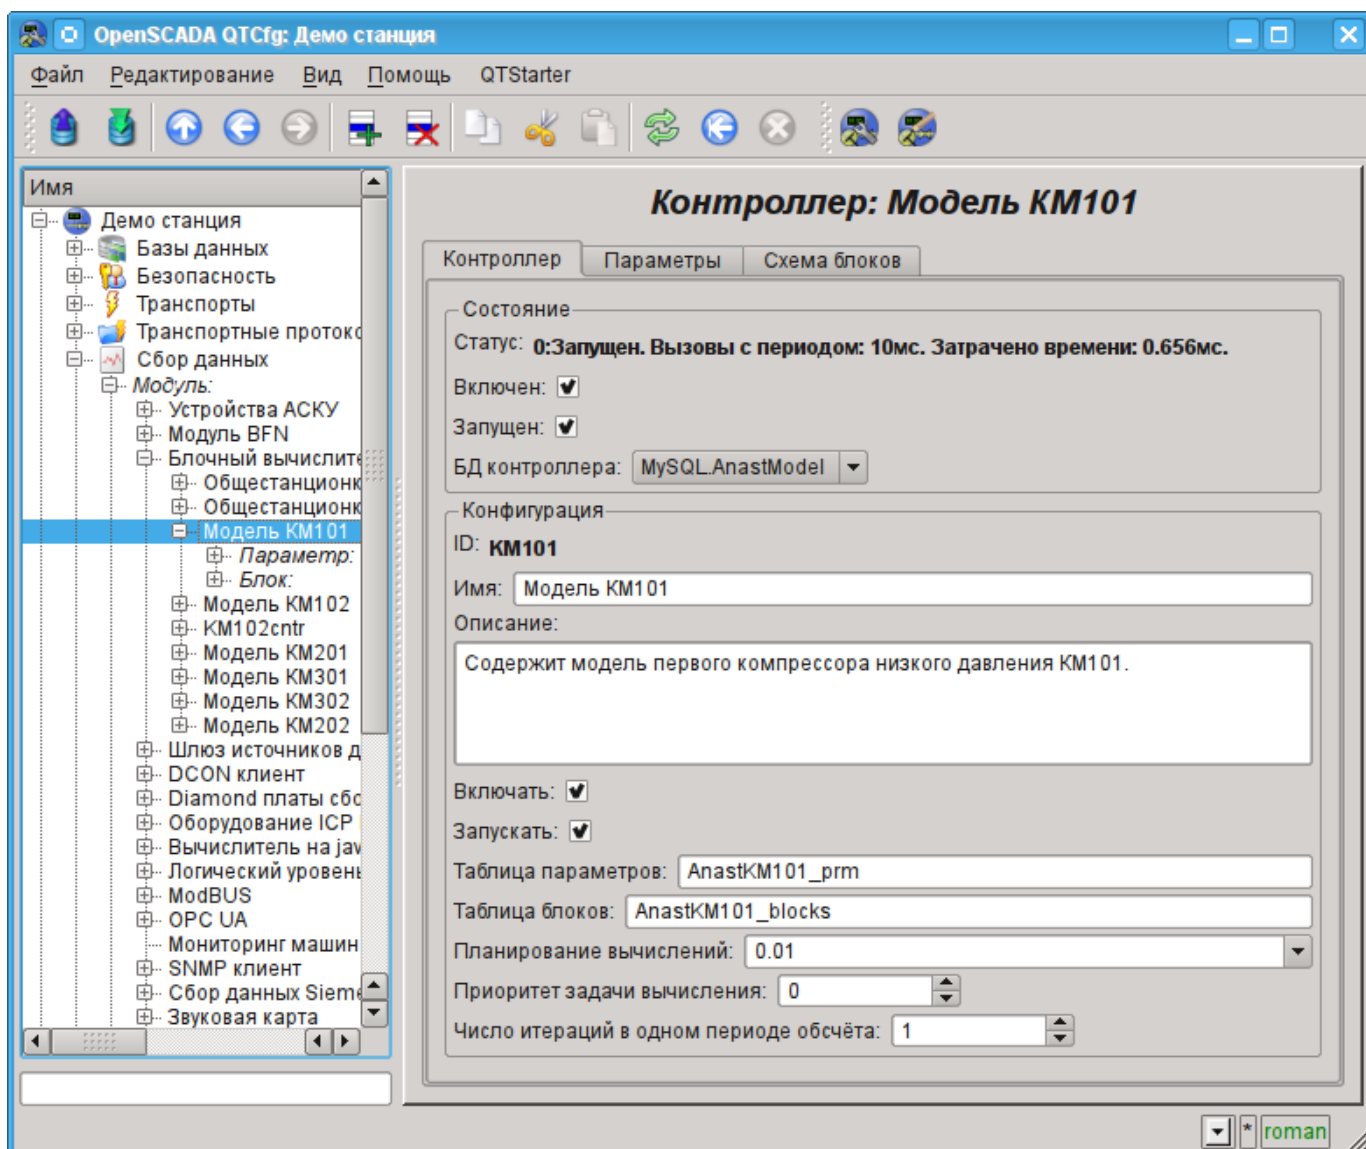 OpenSCADA QTCfg: Демо станция
Файл Редактирование Вид Помощь QTStarter
Имя
Демо станция
Базы данных
Безопасность
Транспорты
Транспортные протоко
Сбор данных
Модуль:
Устройства АСКУ
Модуль BFN
Блочный вычислите
Общестанционк
Общестанционк
Модель КМ101
Параметр:
Блок:
Модель КМ102
KM102cntr
Модель КМ201
Модель КМ301
Модель КМ302
Модель КМ202
Шлюз источников д
DCON клиент
Diamond платы сбо
Оборудование ICP
Вычислитель на jav
Логический уровень
ModBUS
OPC UA
Мониторинг машин
SNMP клиент
Сбор данных Sieme
Звуковая карта
Контроллер: Модель КМ101
Контроллер Параметры Схема блоков
Состояние
Статус: 0:Запущен. Вызовы с периодом: 10мс. Затрачено времени: 0.656мс.
Включен:
Запущен:
БД контроллера: MySQL.AnastModel
Конфигурация
ID: KM101
Имя: Модель КМ101
Описание:
Содержит модель первого компрессора низкого давления КМ101.
Включать:
Запускать:
Таблица параметров: AnastKM101_prm
Таблица блоков: AnastKM101_blocks
Планирование вычислений: 0.01
Приоритет задачи вычисления: 0
Число итераций в одном периоде обсчёта: 1
* roman